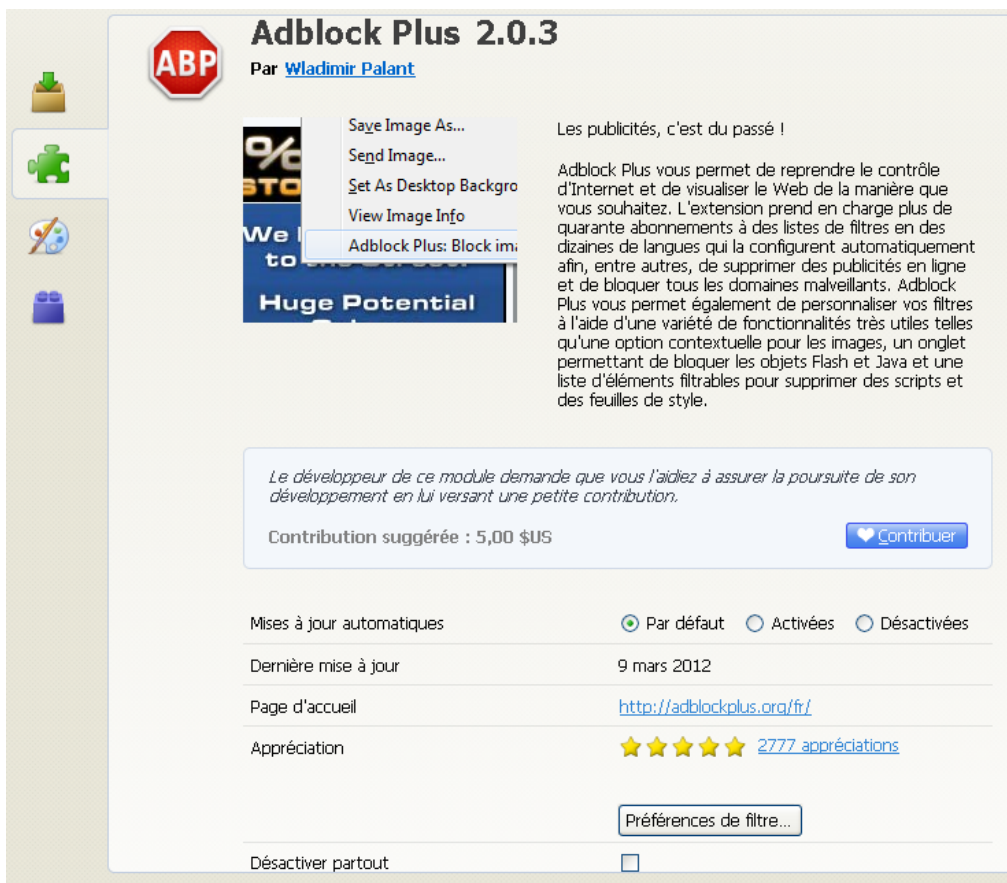 Adblock Plus 2.0.3
ABP
Par Wladimir Palant
Save Image As...
Send Image...
Set As Desktop Backgro
View Image Info
Adblock Plus: Block ima
%
STO
We
to
Huge Potential
Les publicités, c'est du passé !
Adblock Plus vous permet de reprendre le contrôle
d'Internet et de visualiser le Web de la manière que
vous souhaitez. L'extension prend en charge plus de
quarante abonnements à des listes de filtres en des
dizaines de langues qui la configurent automatiquement
afin, entre autres, de supprimer des publicités en ligne
et de bloquer tous les domaines malveillants. Adblock
Plus vous permet également de personnaliser vos filtres
à l'aide d'une variété de fonctionnalités très utiles telles
qu'une option contextuelle pour les images, un onglet
permettant de bloquer les objets Flash et Java et une
liste d'éléments filtrables pour supprimer des scripts et
des feuilles de style.
Le développeur de ce module demande que vous l'aidiez à assurer la poursuite de son
développement en lui versant une petite contribution.
Contribution suggérée : 5,00 $US
Contribuer
Mises à jour automatiques
Par défaut Activées Désactivées
Dernière mise à jour
9 mars 2012
Page d'accueil
http://adblockplus.org/fr/
Appréciation
2777 appréciations
Préférences de filtre...
Désactiver partout